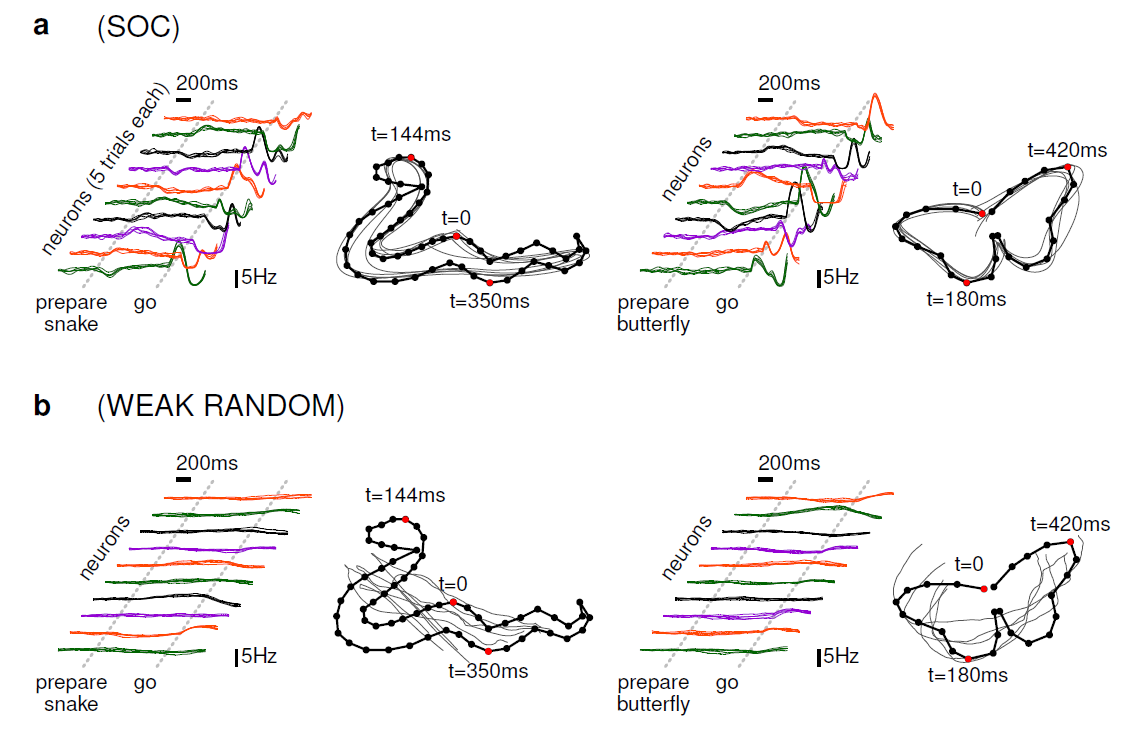 a (SOC)
200ms
neurons (5 trials each)
t=144ms
t=0
t=350ms
5Hz
prepare go
snake
200ms
neurons
t=420ms
t=0
t=180ms
5Hz
prepare go
butterfly
b (WEAK RANDOM)
200ms
neurons
t=144ms
t=0
t=350ms
5Hz
prepare go
snake
200ms
neurons
t=420ms
t=0
t=180ms
5Hz
prepare go
butterfly